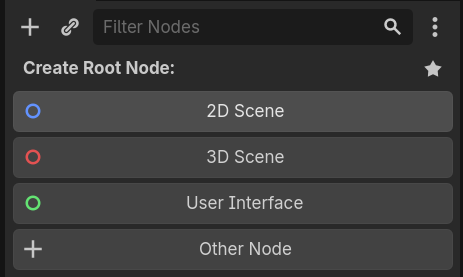 Filter Nodes
Create Root Node:
2D Scene
3D Scene
User Interface
Other Node